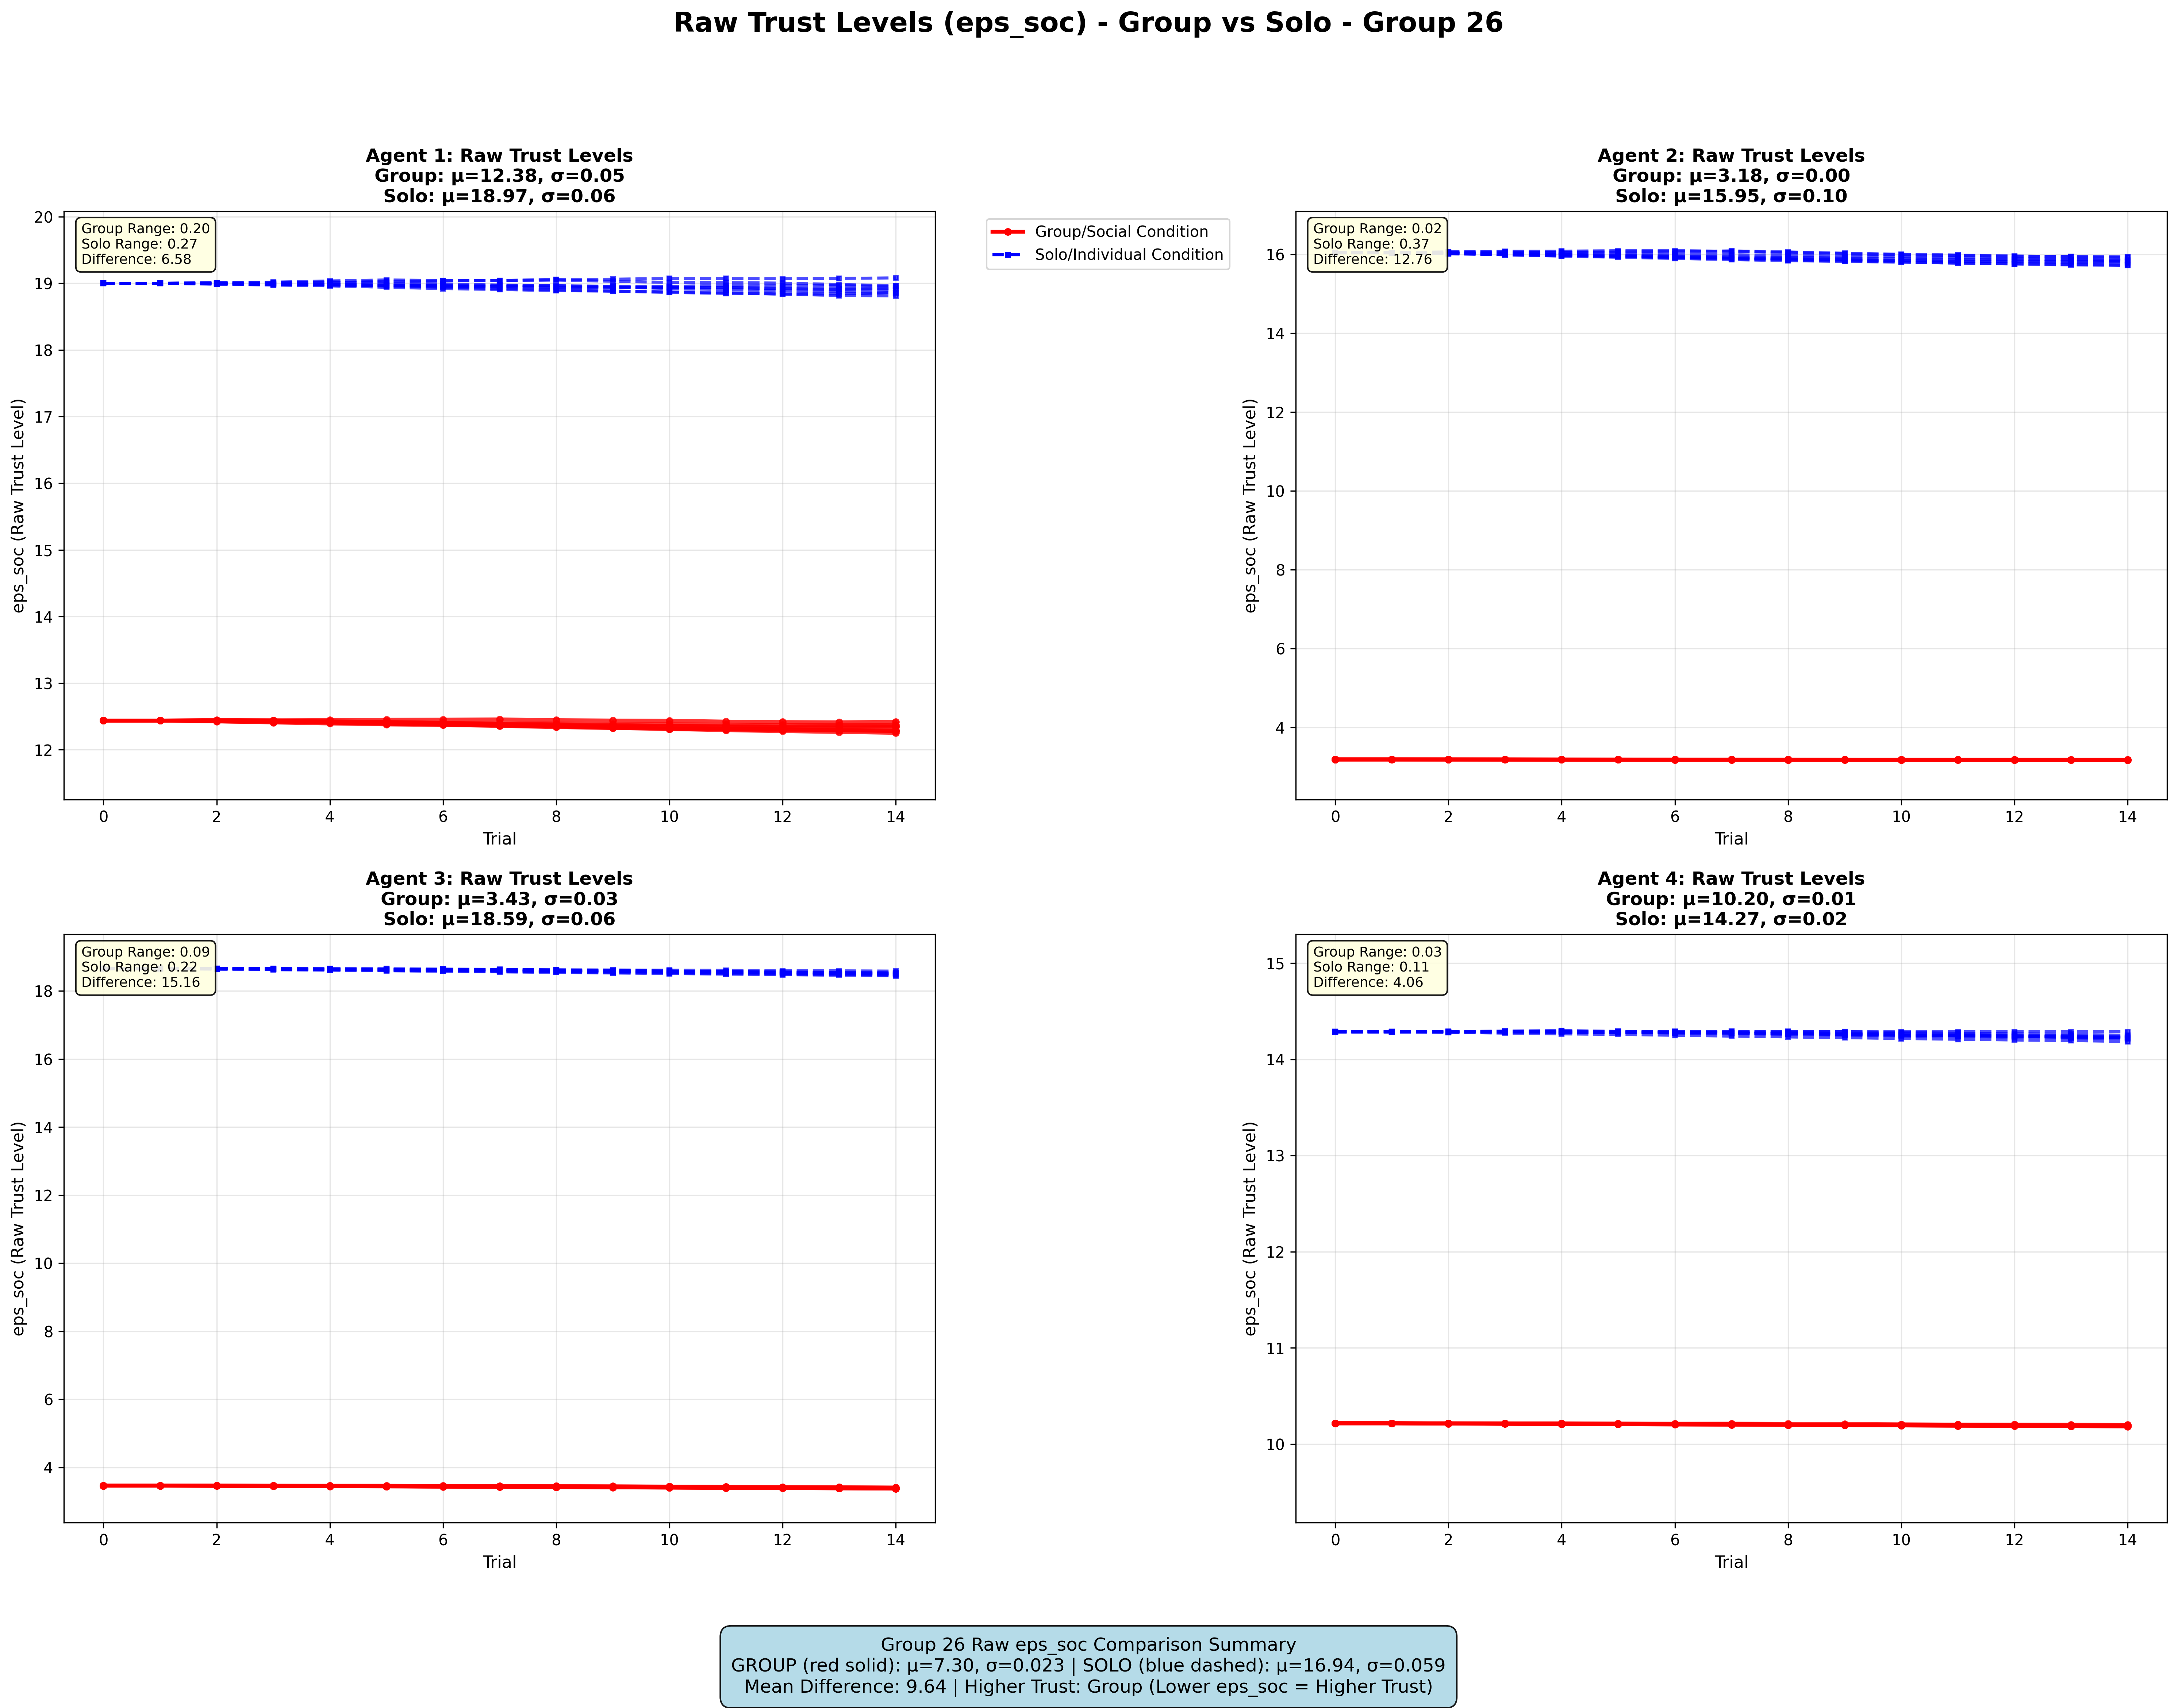 Raw Trust Levels (eps_soc) - Group vs Solo - Group 26
Agent 1: Raw Trust Levels
Group: μ=12.38, σ=0.05
Solo: μ=18.97, σ=0.06
Group Range: 0.20
Solo Range: 0.27
Difference: 6.58
20
19
18
17
16
15
14
13
12
eps_soc (Raw Trust Level)
0 2 4 6 8 10 12 14
Trial
Group/Social Condition
Solo/Individual Condition
Agent 2: Raw Trust Levels
Group: μ=3.18, σ=0.00
Solo: μ=15.95, σ=0.10
Group Range: 0.02
Solo Range: 0.37
Difference: 12.76
16
14
12
10
8
6
4
eps_soc (Raw Trust Level)
0 2 4 6 8 10 12 14
Trial
Agent 3: Raw Trust Levels
Group: μ=3.43, σ=0.03
Solo: μ=18.59, σ=0.06
Group Range: 0.09
Solo Range: 0.22
Difference: 15.16
18
16
14
12
10
8
6
4
eps_soc (Raw Trust Level)
0 2 4 6 8 10 12 14
Trial
Agent 4: Raw Trust Levels
Group: μ=10.20, σ=0.01
Solo: μ=14.27, σ=0.02
Group Range: 0.03
Solo Range: 0.11
Difference: 4.06
15
14
13
12
11
10
eps_soc (Raw Trust Level)
0 2 4 6 8 10 12 14
Trial
Group 26 Raw eps_soc Comparison Summary
GROUP (red solid): μ=7.30, σ=0.023 | SOLO (blue dashed): μ=16.94, σ=0.059
Mean Difference: 9.64 | Higher Trust: Group (Lower eps_soc = Higher Trust)